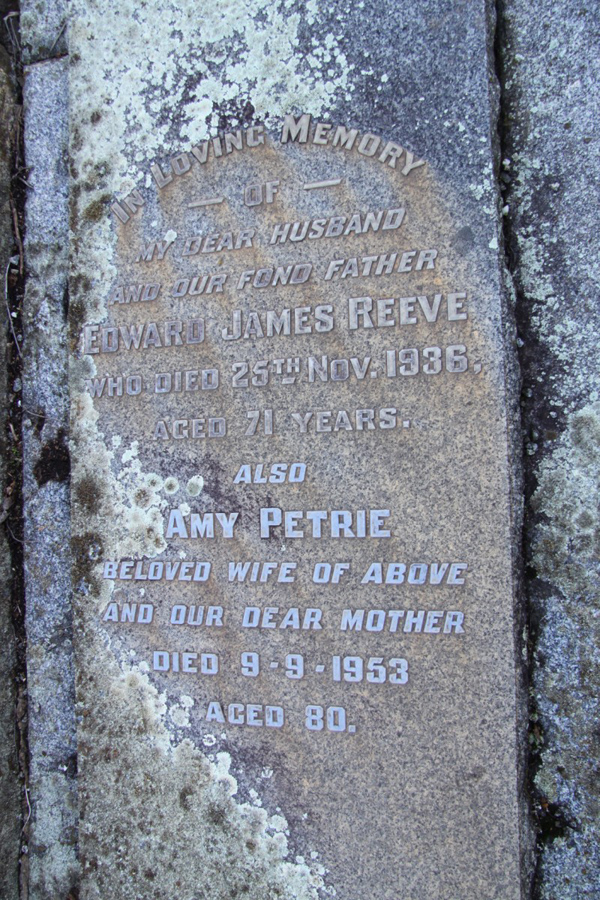 IN LOVING MEMORY
— OF —
MY DEAR HUSBAND
AND OUR FOND FATHER
EDWARD JAMES REEVE
WHO DIED 25TH NOV. 1936,
AGED 71 YEARS.
ALSO
AMY PETRIE
BELOVED WIFE OF ABOVE
AND OUR DEAR MOTHER
DIED 9-9-1953
AGED 80.